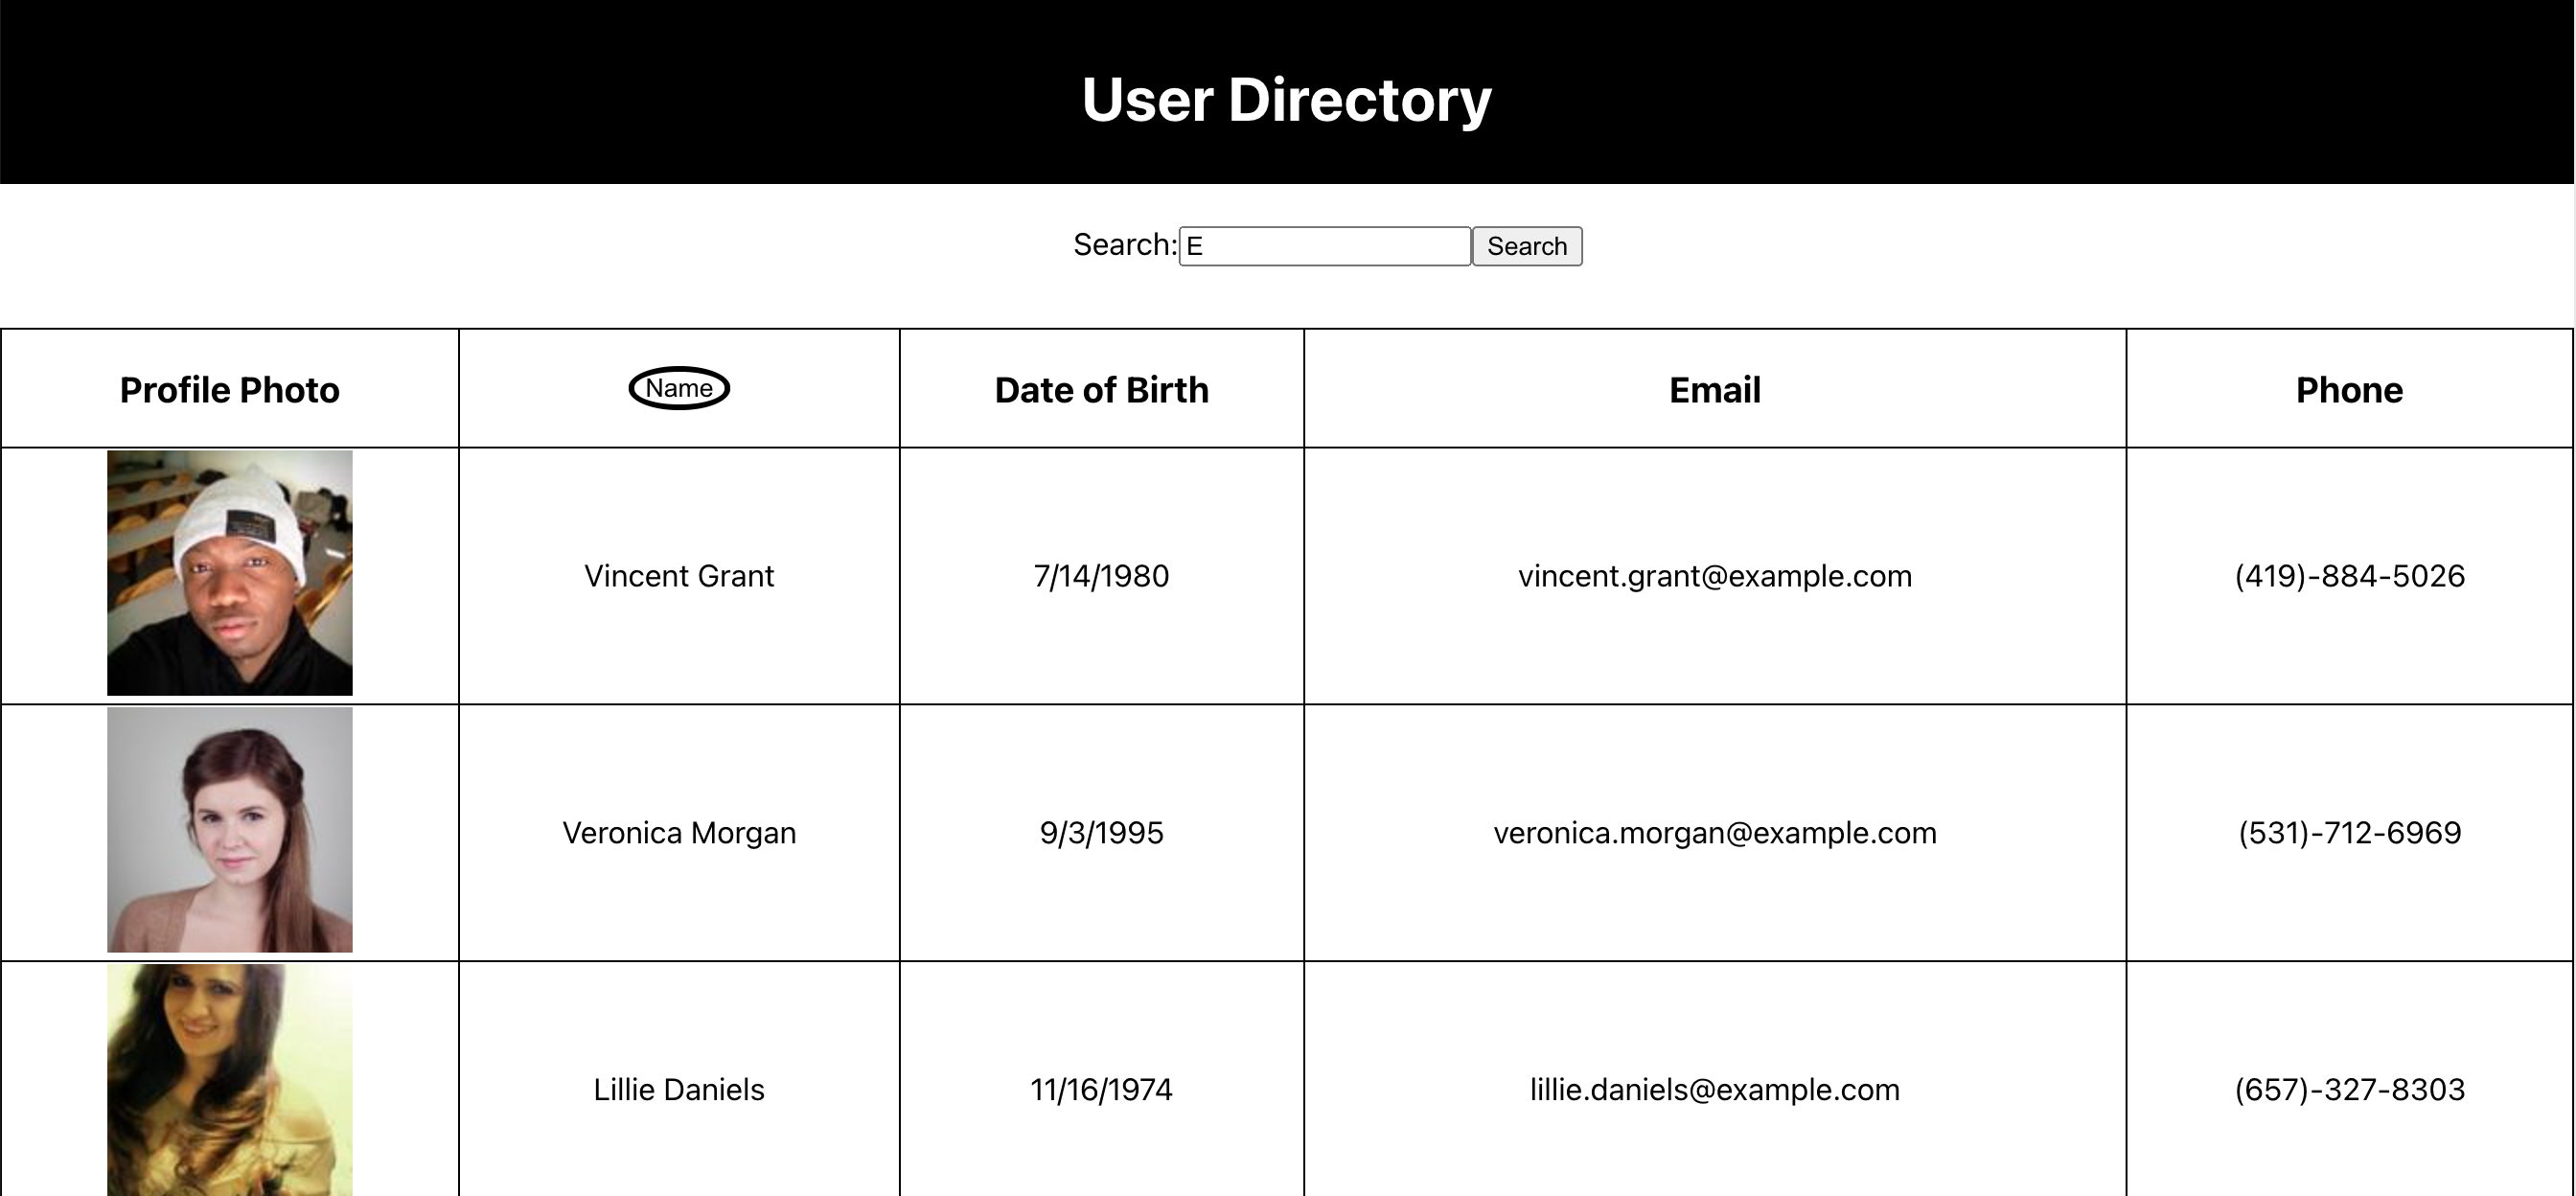 User Directory
Search: E Search
Profile Photo Name Date of Birth Email Phone
Vincent Grant 7/14/1980 vincent.grant@example.com (419)-884-5026
Veronica Morgan 9/3/1995 veronica.morgan@example.com (531)-712-6969
Lillie Daniels 11/16/1974 lillie.daniels@example.com (657)-327-8303